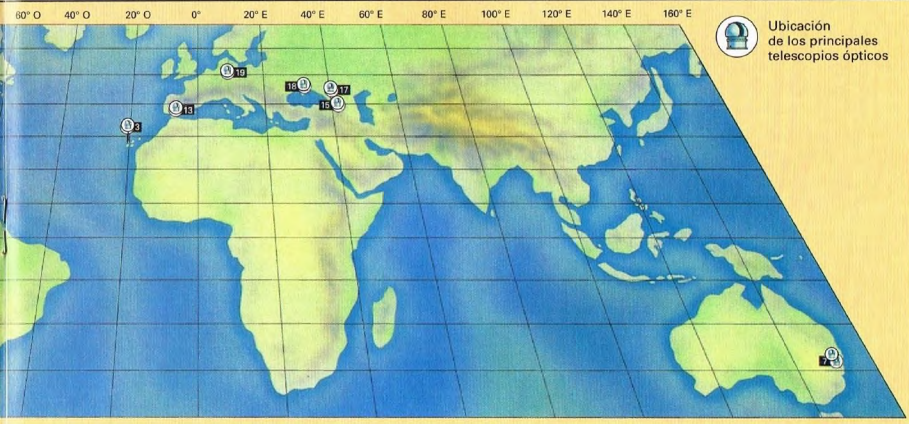 60° O 40° O 20° O 0° 20° E 40° E 60° E 80° E 100° E 120° E 140° E 160° E
Ubicación
de los principales
telescopios ópticos
19
18
17
15
13
3
7